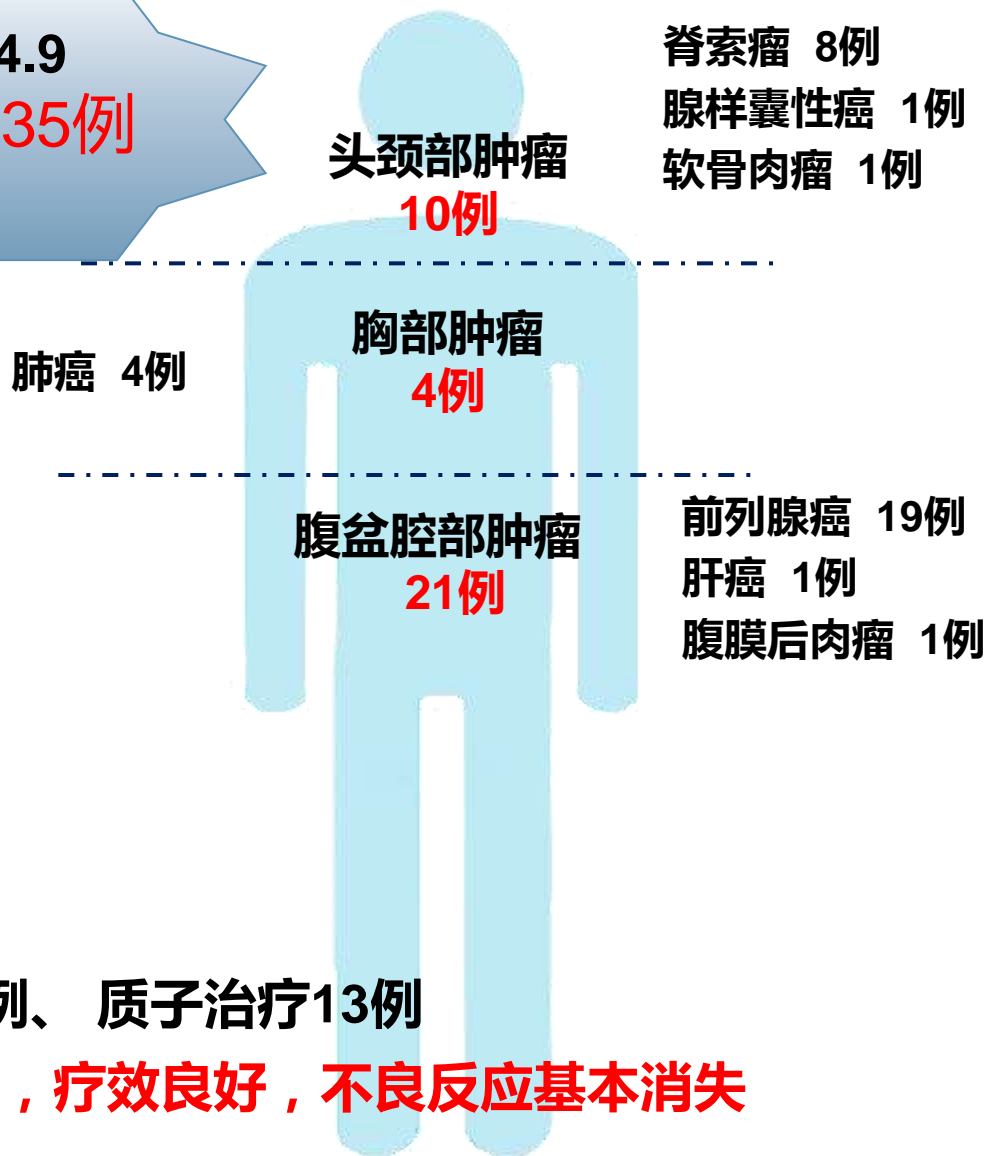 4.9
35例
脊索瘤 8例
腺样囊性癌 1例
软骨肉瘤 1例
头颈部肿瘤
10例
胸部肿瘤
4例
肺癌 4例
腹盆腔部肿瘤
21例
前列腺癌 19例
肝癌 1例
腹膜后肉瘤 1例
例、 质子治疗13例
，疗效良好，不良反应基本消失